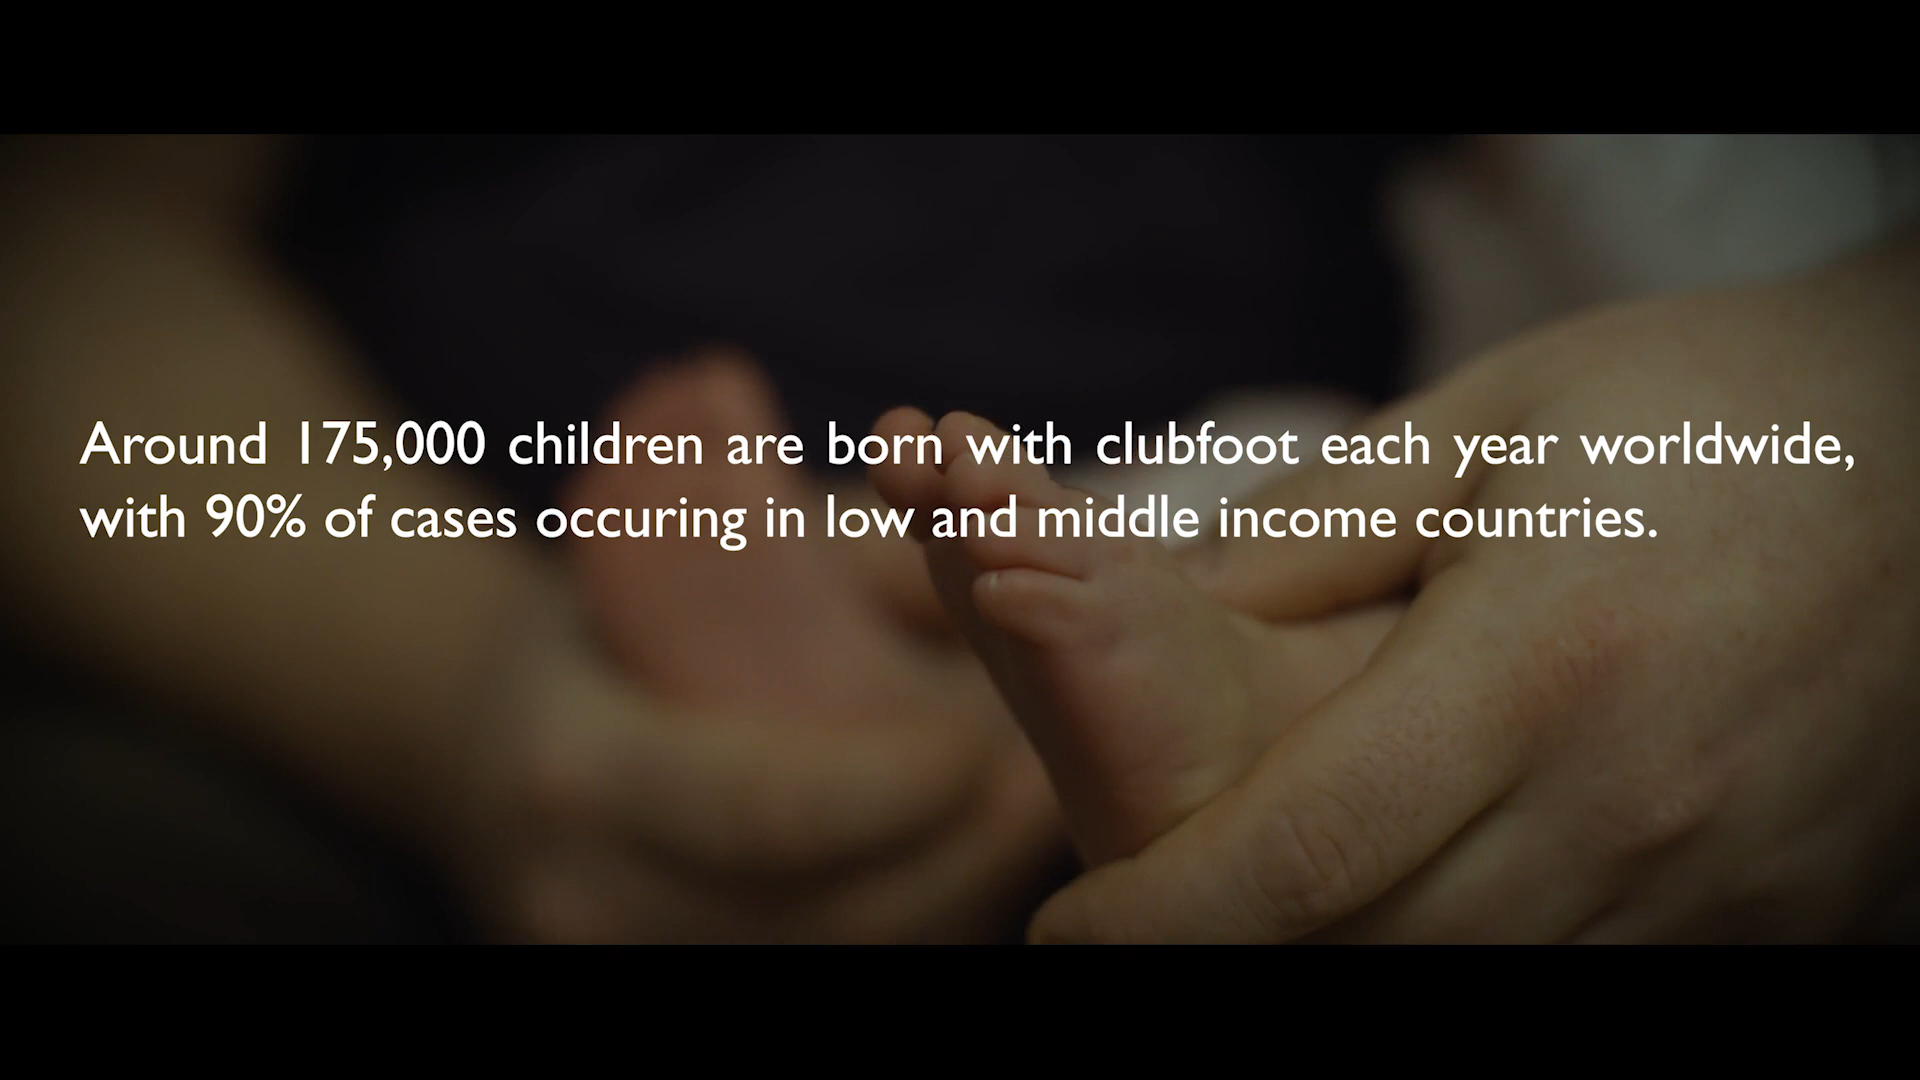 Around 175,000 children are born with clubfoot each year worldwide,
with 90% of cases occuring in low and middle income countries.